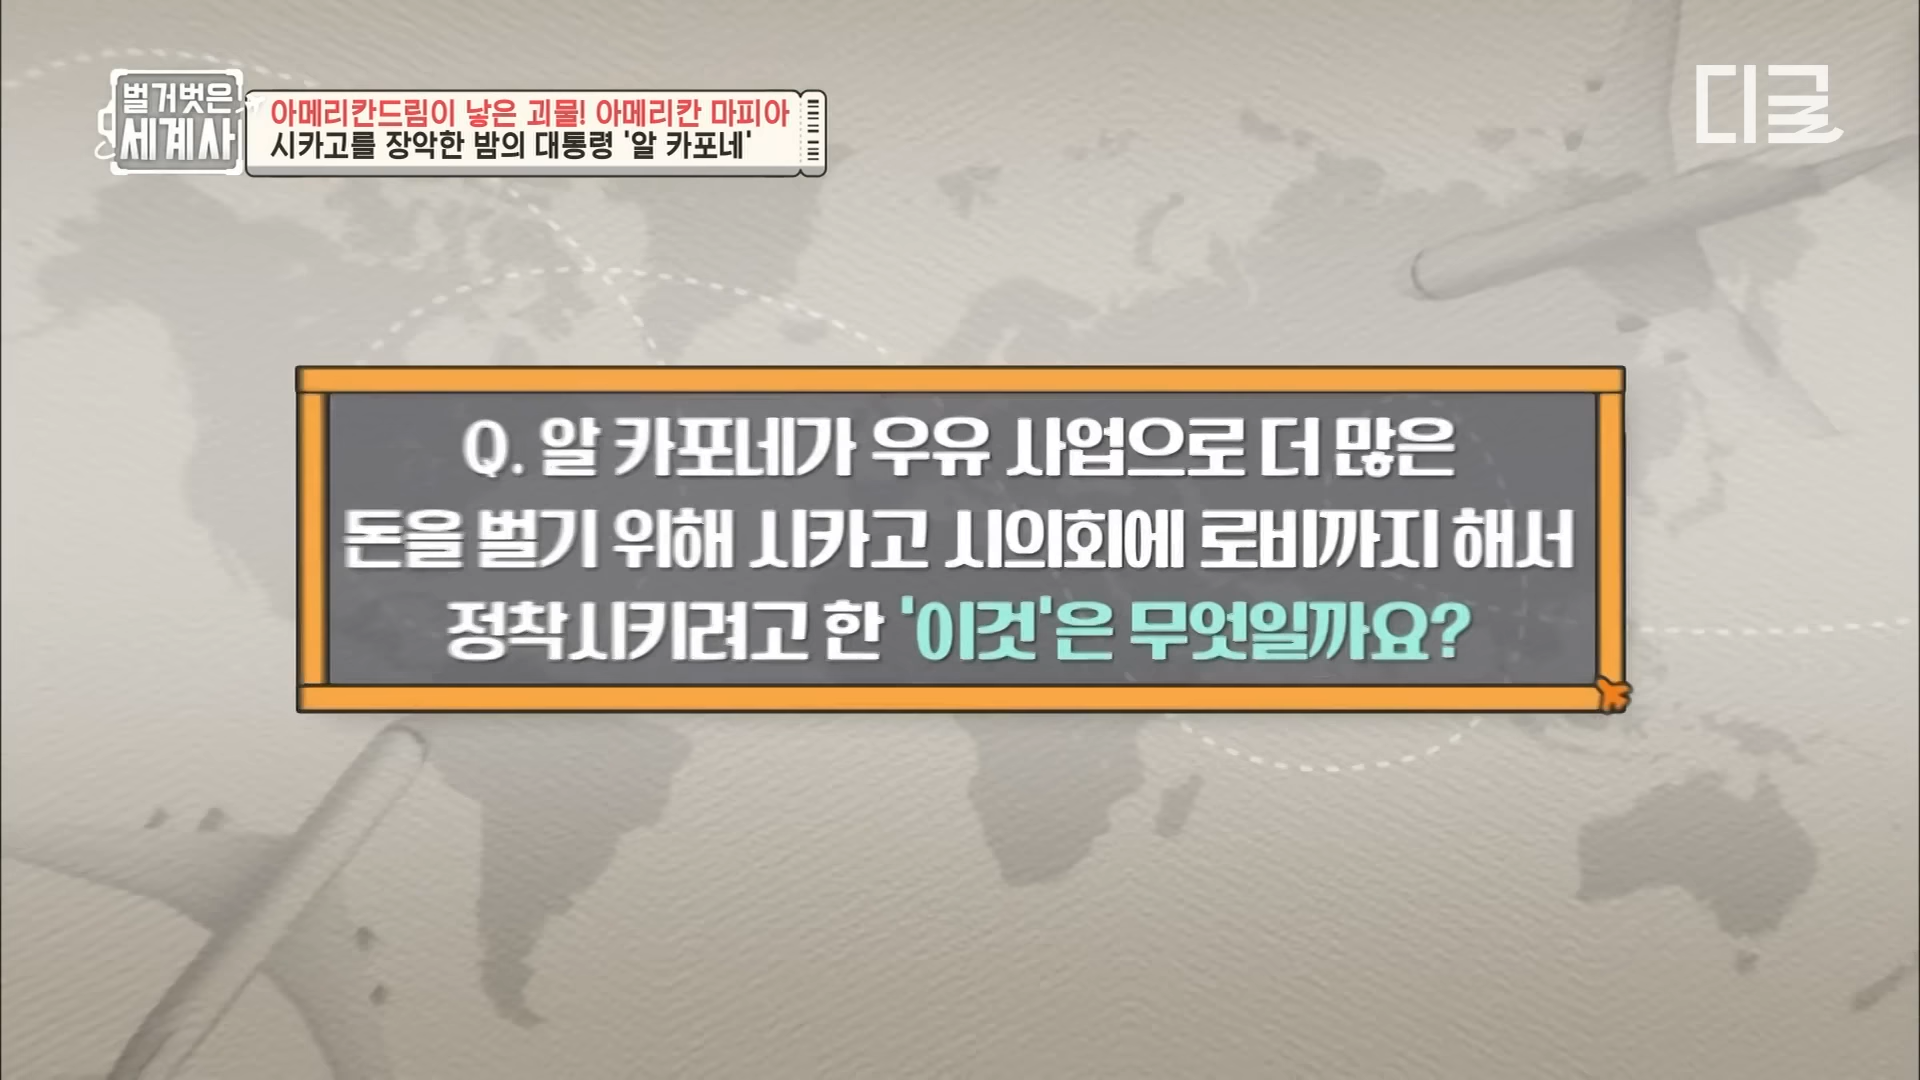 벌거벗은
세계사
아메리칸드림이 낳은 괴물! 아메리칸 마피아
시카고를 장악한 밤의 대통령 '알 카포네'
디글
Q. 알 카포네가 우유 사업으로 더 많은
돈을 벌기 위해 시카고 시의회에 로비까지 해서
정착시키려고 한 '이것'은 무엇일까요?